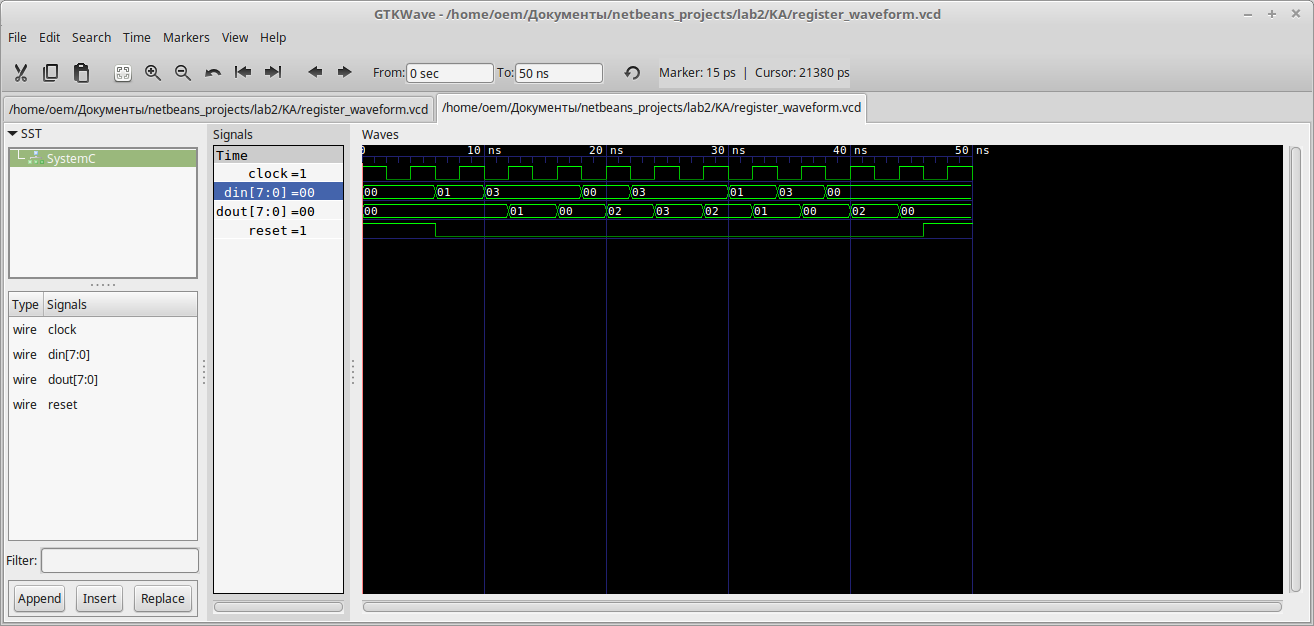 GTKWave - /home/oem/Документы/netbeans_projects/lab2/KA/register_waveform.vcd
File Edit Search Time Markers View Help
From: 0 sec To: 50 ns Marker: 15 ps | Cursor: 21380 ps
/home/oem/Документы/netbeans_projects/lab2/KA/register_waveform.vcd /home/oem/Документы/netbeans_projects/lab2/KA/register_waveform.vcd
SST
SystemC
Type Signals
wire clock
wire din[7:0]
wire dout[7:0]
wire reset
Filter:
Append Insert Replace
Signals
Time
clock=1
din[7:0]=00
dout[7:0]=00
reset=1
Waves
0 10 ns 20 ns 30 ns 40 ns 50 ns
00 01 03 00 03 01 03 00
00 01 00 02 03 02 01 00 02 00